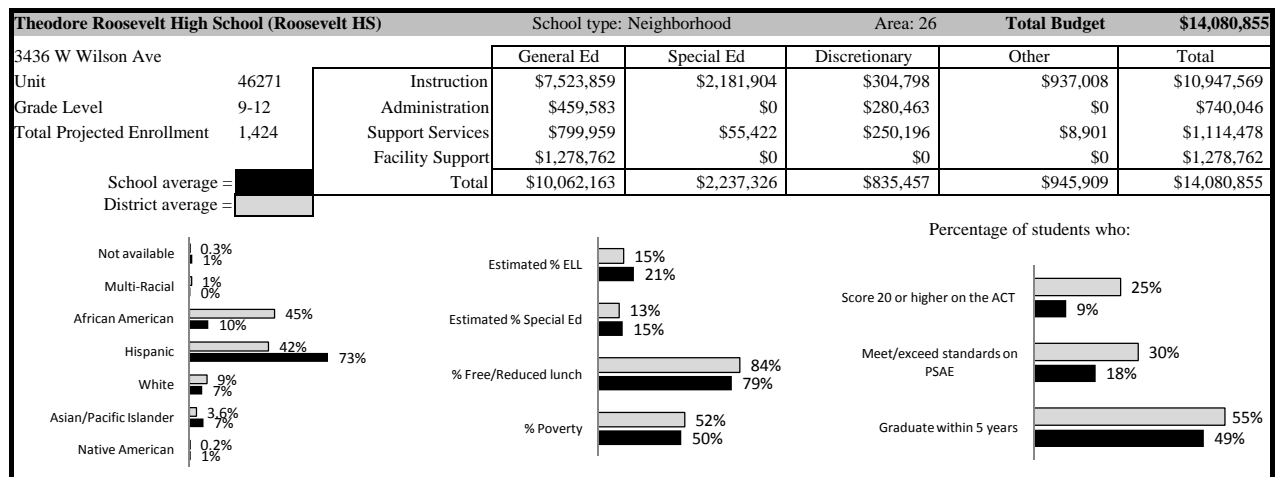 Theodore Roosevelt High School (Roosevelt HS) School type: Neighborhood Area: 26 Total Budget $14,080,855
3436 W Wilson Ave General Ed Special Ed Discretionary Other Total
Unit 46271 Instruction $7,523,859 $2,181,904 $304,798 $937,008 $10,947,569
Grade Level 9-12 Administration $459,583 $0 $280,463 $0 $740,046
Total Projected Enrollment 1,424 Support Services $799,959 $55,422 $250,196 $8,901 $1,114,478
Facility Support $1,278,762 $0 $0 $0 $1,278,762
School average = Total $10,062,163 $2,237,326 $835,457 $945,909 $14,080,855
District average =
Not available 0.3%
1%
Multi-Racial 1%
0%
African American 45%
10%
Hispanic 42%
73%
White 9%
7%
Asian/Pacific Islander 3.6%
7%
Native American 0.2%
1%
Estimated % ELL 15%
21%
Estimated % Special Ed 13%
15%
% Free/Reduced lunch 84%
79%
% Poverty 52%
50%
Percentage of students who:
Score 20 or higher on the ACT 25%
9%
Meet/exceed standards on
PSAE
30%
18%
Graduate within 5 years 55%
49%